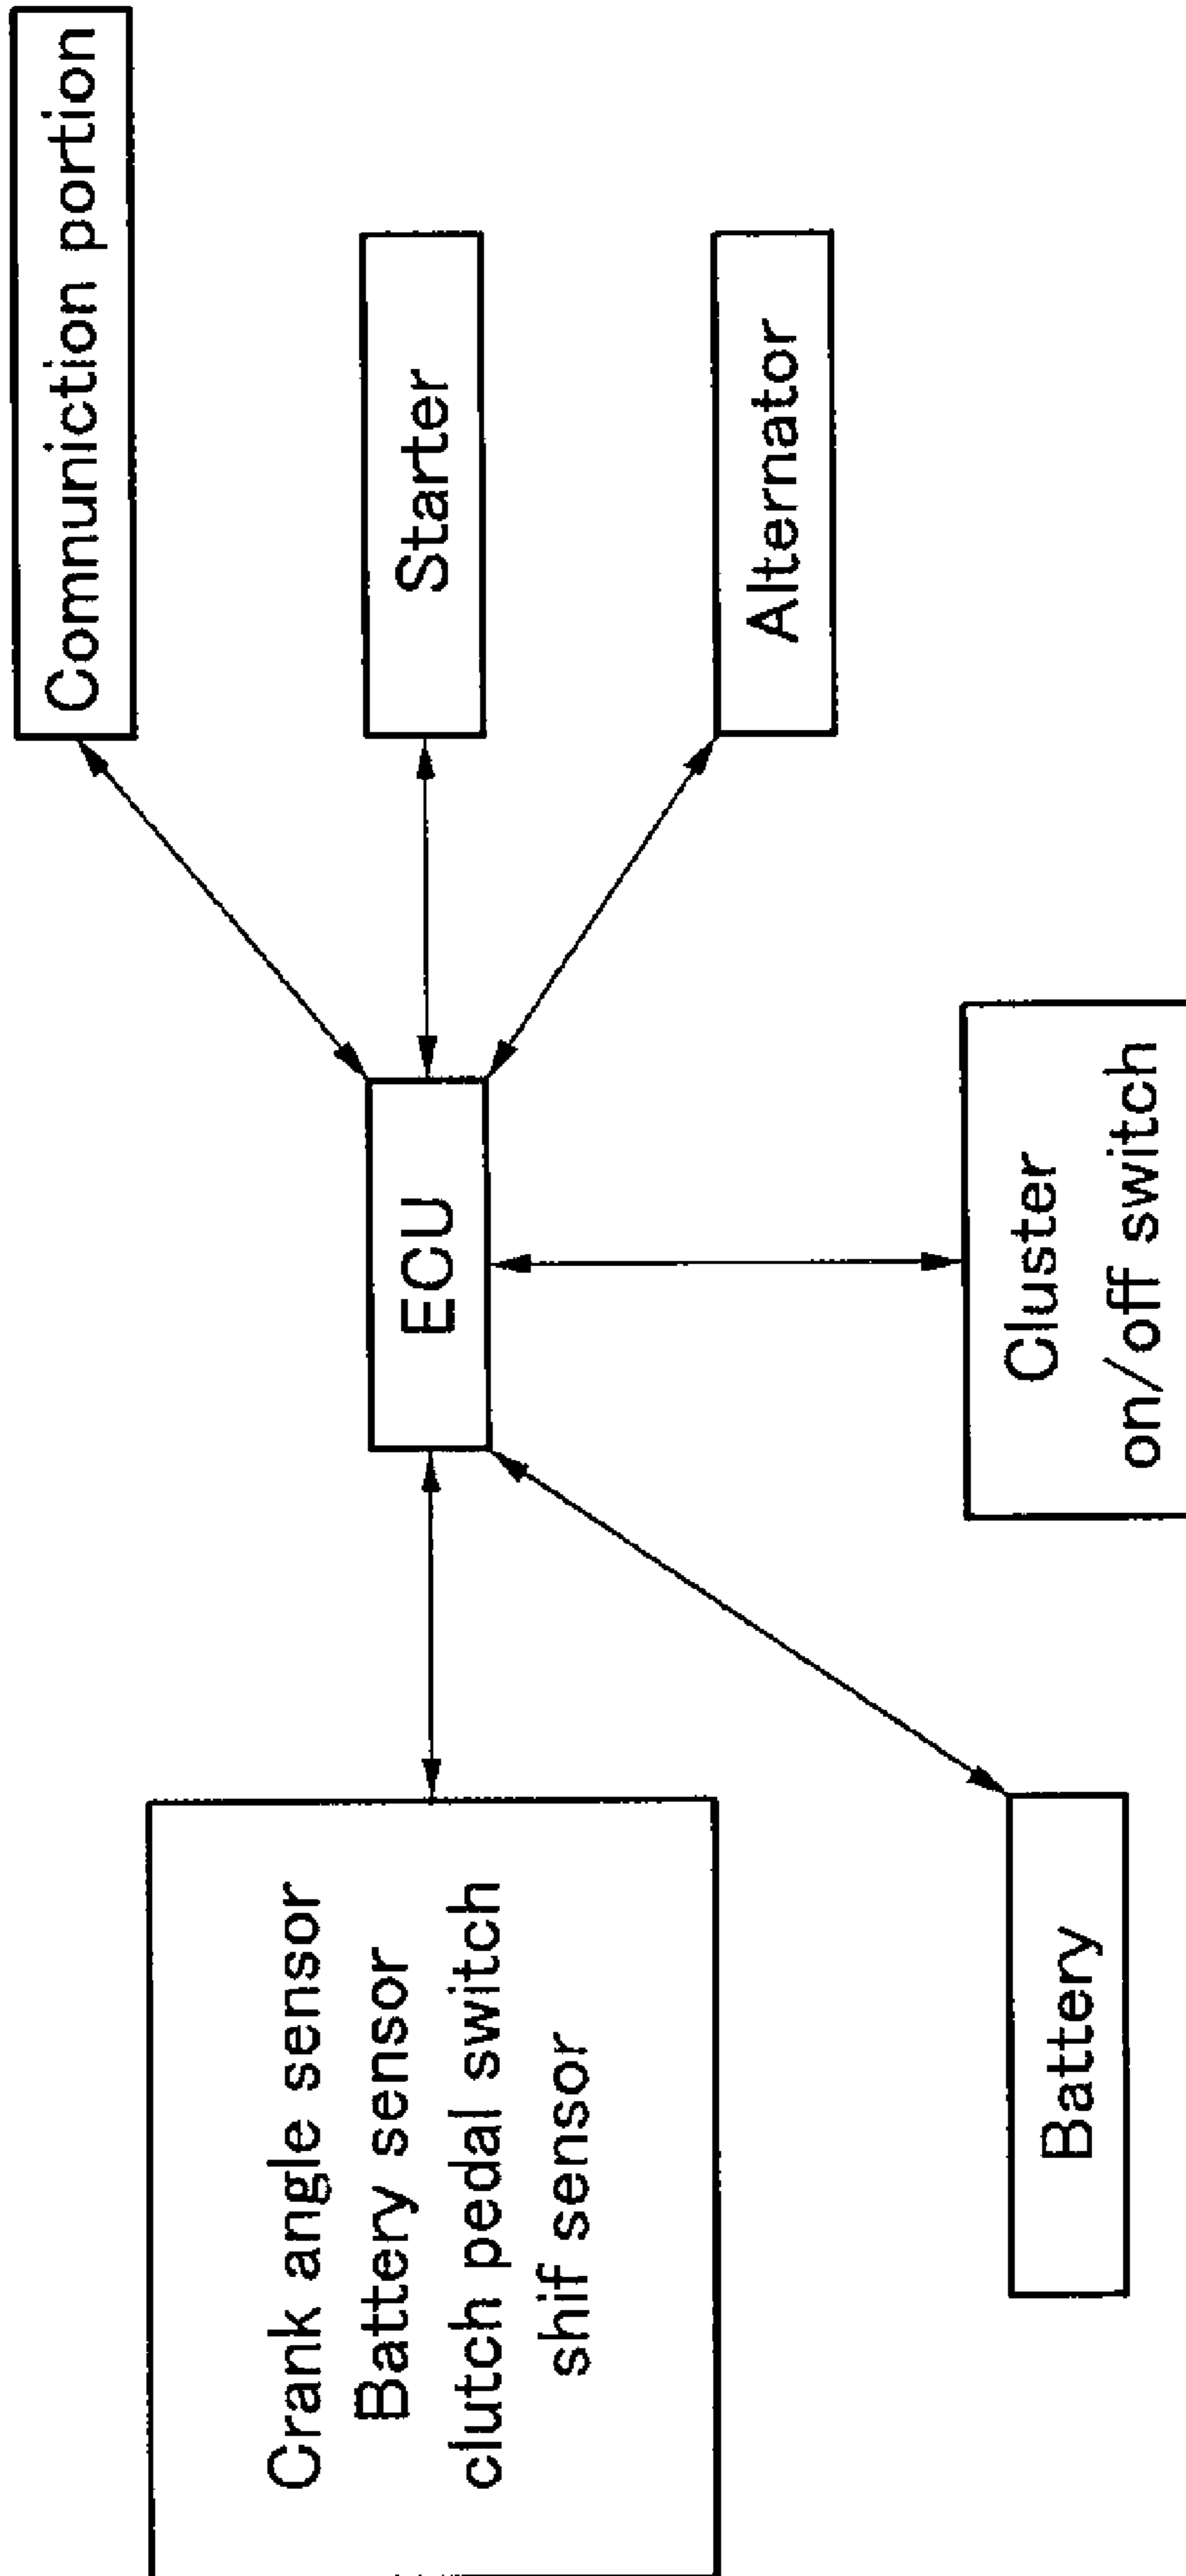 Crank angle sensor
Battery sensor
clutch pedal switch
shif sensor
ECU
Communiction portion
Starter
Alternator
Battery
Cluster
on/off switch